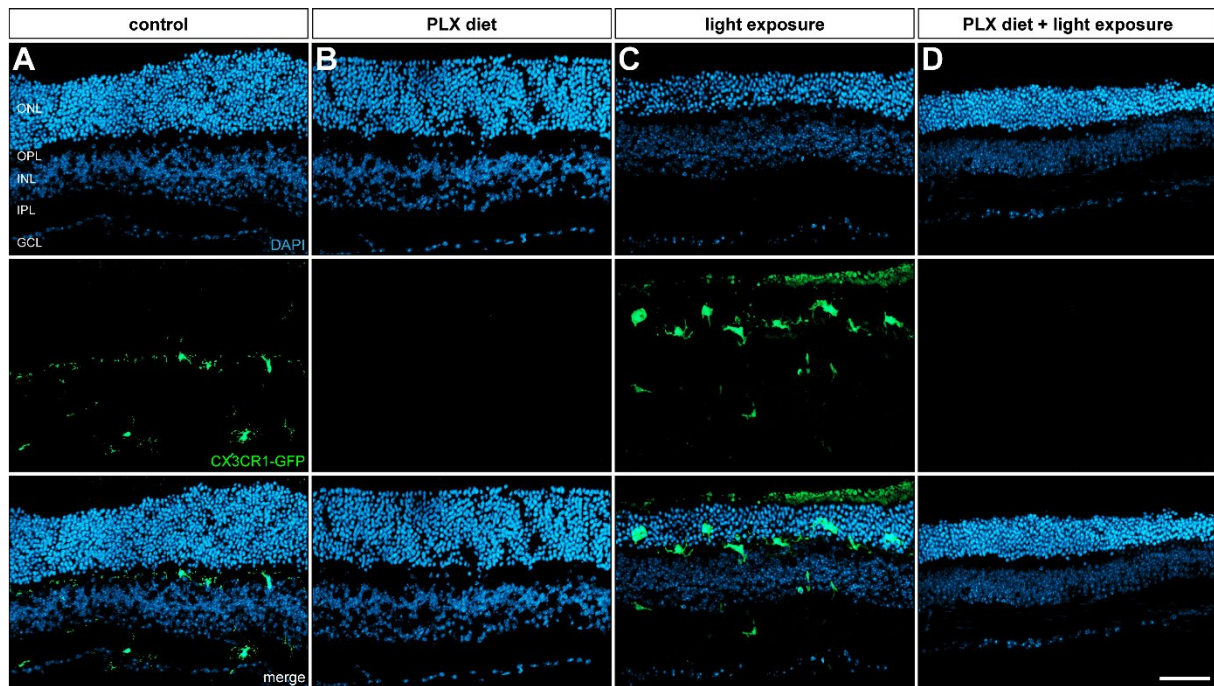 control
PLX diet
light exposure
PLX diet + light exposure
A
B
C
D
ONL
OPL
INL
IPL
GCL
DAPI
CX3CR1-GFP
merge